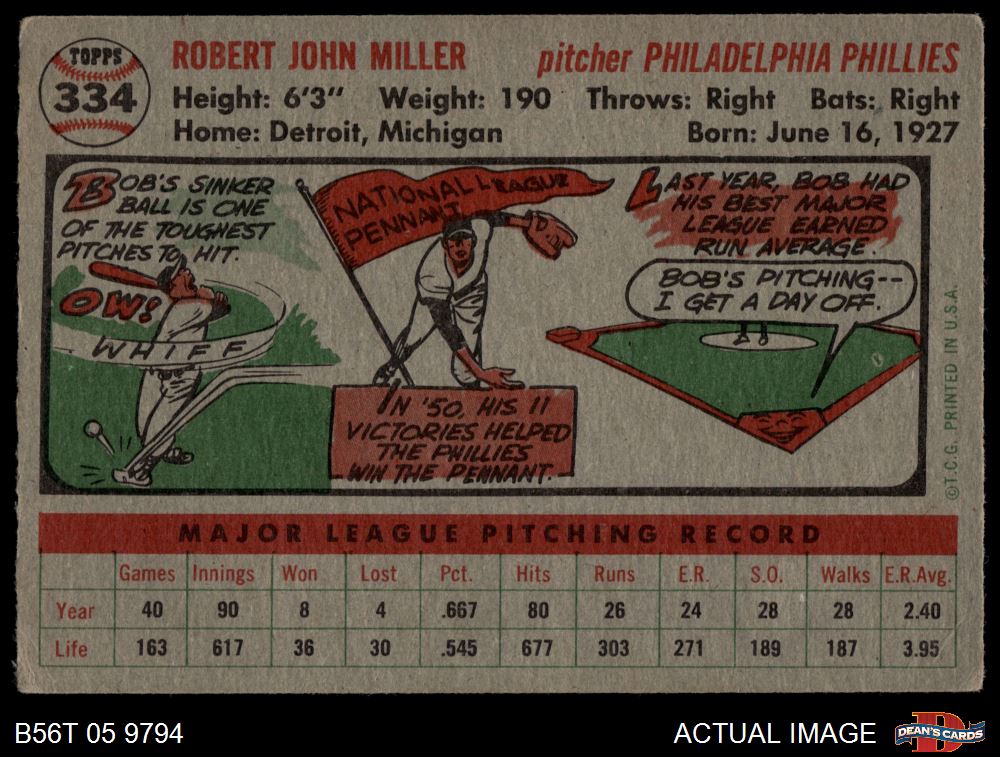 TOPPS
334
ROBERT JOHN MILLER pitcher PHILADELPHIA PHILLIES
Height: 6'3" Weight: 190 Throws: Right Bats: Right
Home: Detroit, Michigan Born: June 16, 1927
BOB'S SINKER
BALL IS ONE
OF THE TOUGHEST
PITCHES TO HIT.
OW!
WHIFF
NATIONAL LEAGUE
PENNANT
IN '50, HIS 11
VICTORIES HELPED
THE PHILLIES
WIN THE PENNANT.
LAST YEAR, BOB HAD
HIS BEST MAJOR
LEAGUE EARNED
RUN AVERAGE.
BOB'S PITCHING--
I GET A DAY OFF.
©T.C.G. PRINTED IN U.S.A.
MAJOR LEAGUE PITCHING RECORD
Games Innings Won Lost Pct. Hits Runs E.R. S.O. Walks E.R.Avg.
Year 40 90 8 4 .667 80 26 24 28 28 2.40
Life 163 617 36 30 .545 677 303 271 189 187 3.95
B56T 05 9794 ACTUAL IMAGE DEAN'S CARDS